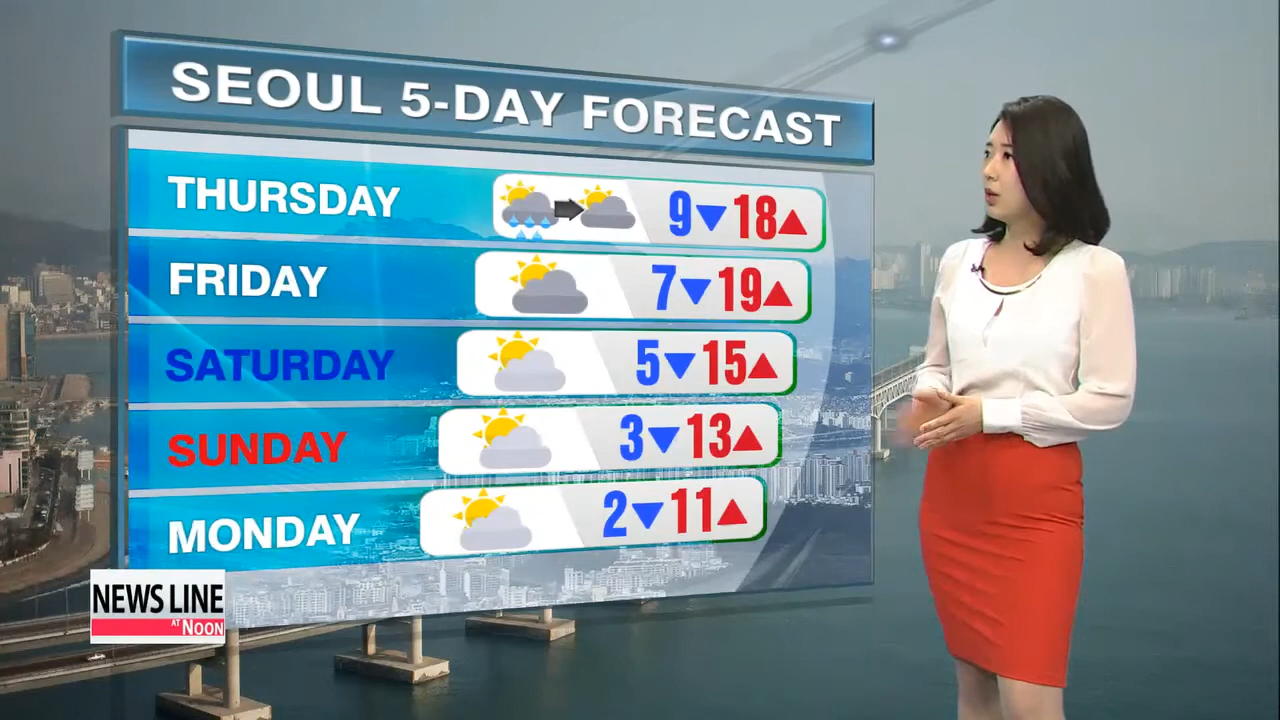 SEOUL 5-DAY FORECAST
THURSDAY 9 18
FRIDAY 7 19
SATURDAY 5 15
SUNDAY 3 13
MONDAY 2 11
NEWS LINE
AT NOON